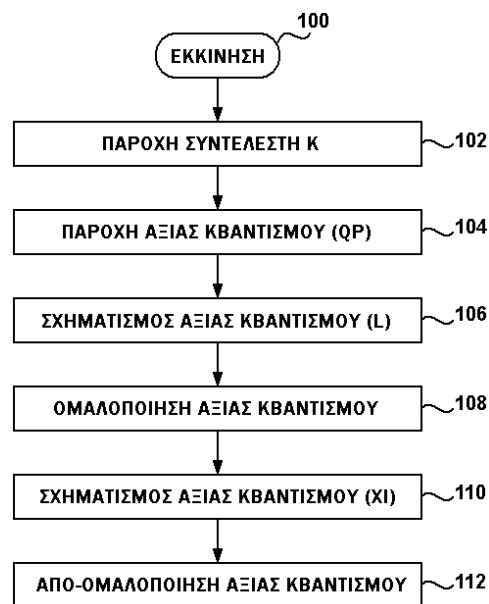 100
ΕΚΚΙΝΗΣΗ
ΠΑΡΟΧΗ ΣΥΝΤΕΛΕΣΤΗ Κ
102
ΠΑΡΟΧΗ ΑΞΙΑΣ ΚΒΑΝΤΙΣΜΟΥ (QP)
104
ΣΧΗΜΑΤΙΣΜΟΣ ΑΞΙΑΣ ΚΒΑΝΤΙΣΜΟΥ (L)
106
ΟΜΑΛΟΠΟΙΗΣΗ ΑΞΙΑΣ ΚΒΑΝΤΙΣΜΟΥ
108
ΣΧΗΜΑΤΙΣΜΟΣ ΑΞΙΑΣ ΚΒΑΝΤΙΣΜΟΥ (XI)
110
ΑΠΟ-ΟΜΑΛΟΠΟΙΗΣΗ ΑΞΙΑΣ ΚΒΑΝΤΙΣΜΟΥ
112